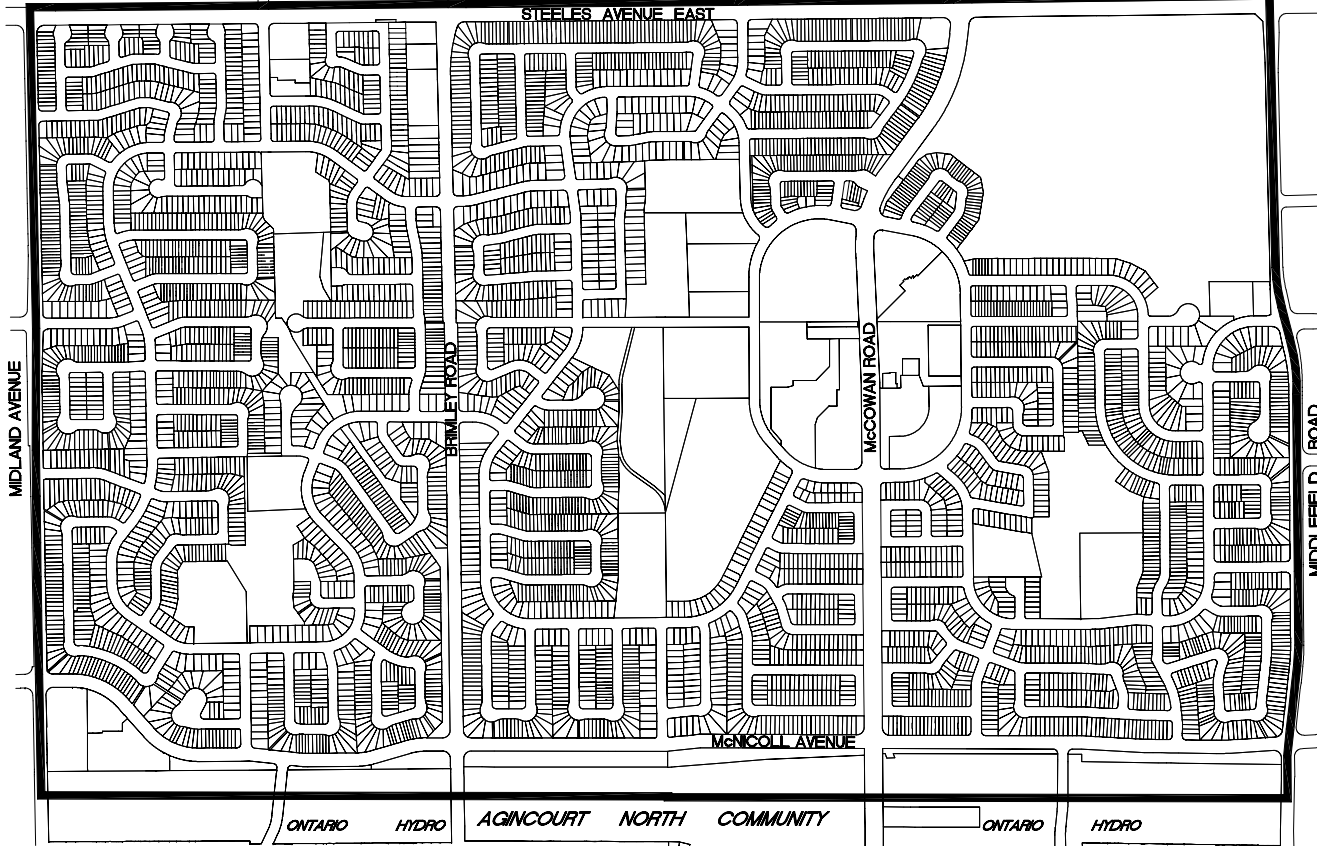 STEELES AVENUE EAST
MIDLAND AVENUE
BRIMLEY ROAD
McCOWAN ROAD
MIDDLEFIELD ROAD
McNICOLL AVENUE
ONTARIO HYDRO
AGINCOURT NORTH COMMUNITY
ONTARIO HYDRO